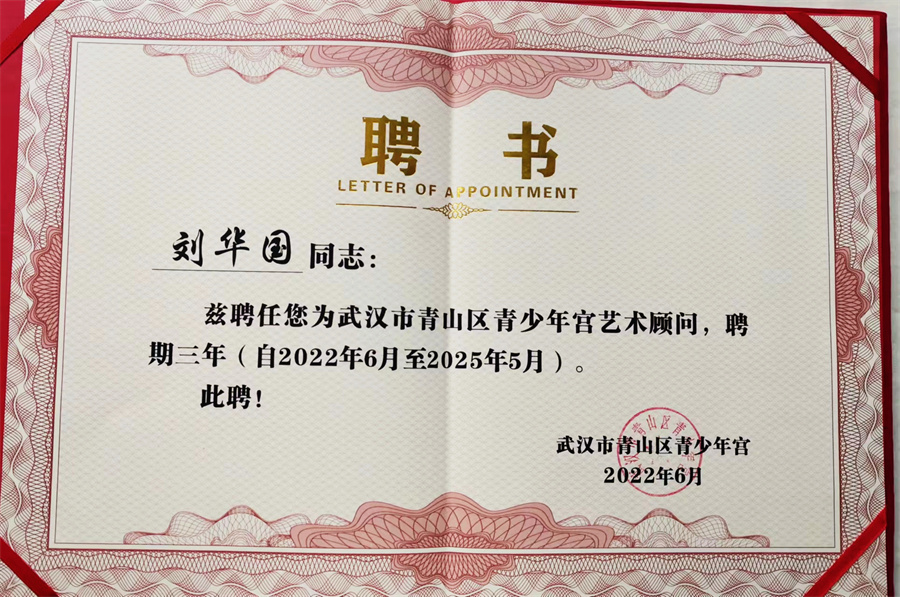 聘 书
LETTER OF APPOINTMENT
刘华国 同志：
兹聘任您为武汉市青山区青少年宫艺术顾问，聘
期三年（自2022年6月至2025年5月）。
此聘！
武汉市青山区青少年宫
2022年6月